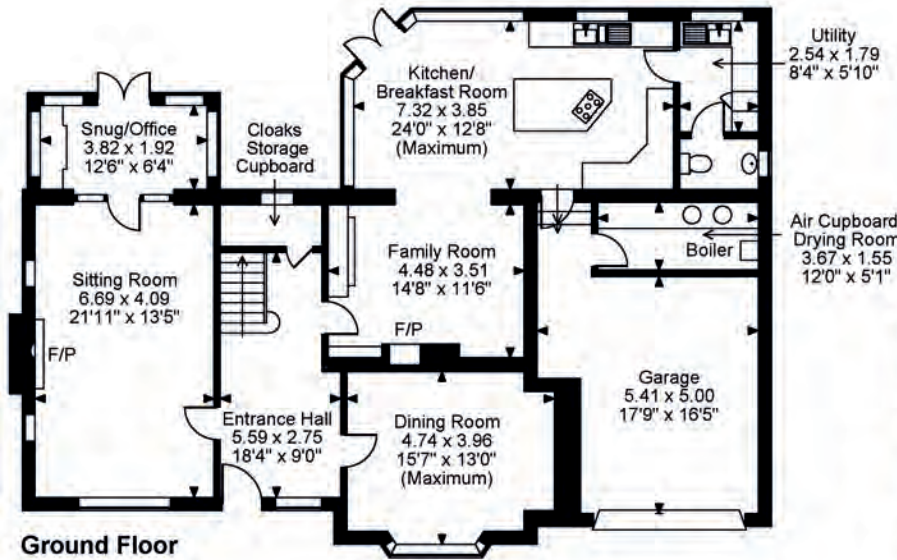 Utility
2.54 x 1.79
8'4" x 5'10"
Kitchen/
Breakfast Room
7.32 x 3.85
24'0" x 12'8"
(Maximum)
Snug/Office
3.82 x 1.92
12'6" x 6'4"
Cloaks
Storage
Cupboard
Air Cupboard
Drying Room
3.67 x 1.55
12'0" x 5'1"
Boiler
Family Room
4.48 x 3.51
14'8" x 11'6"
F/P
Sitting Room
6.69 x 4.09
21'11" x 13'5"
F/P
Garage
5.41 x 5.00
17'9" x 16'5"
Entrance Hall
5.59 x 2.75
18'4" x 9'0"
Dining Room
4.74 x 3.96
15'7" x 13'0"
(Maximum)
Ground Floor